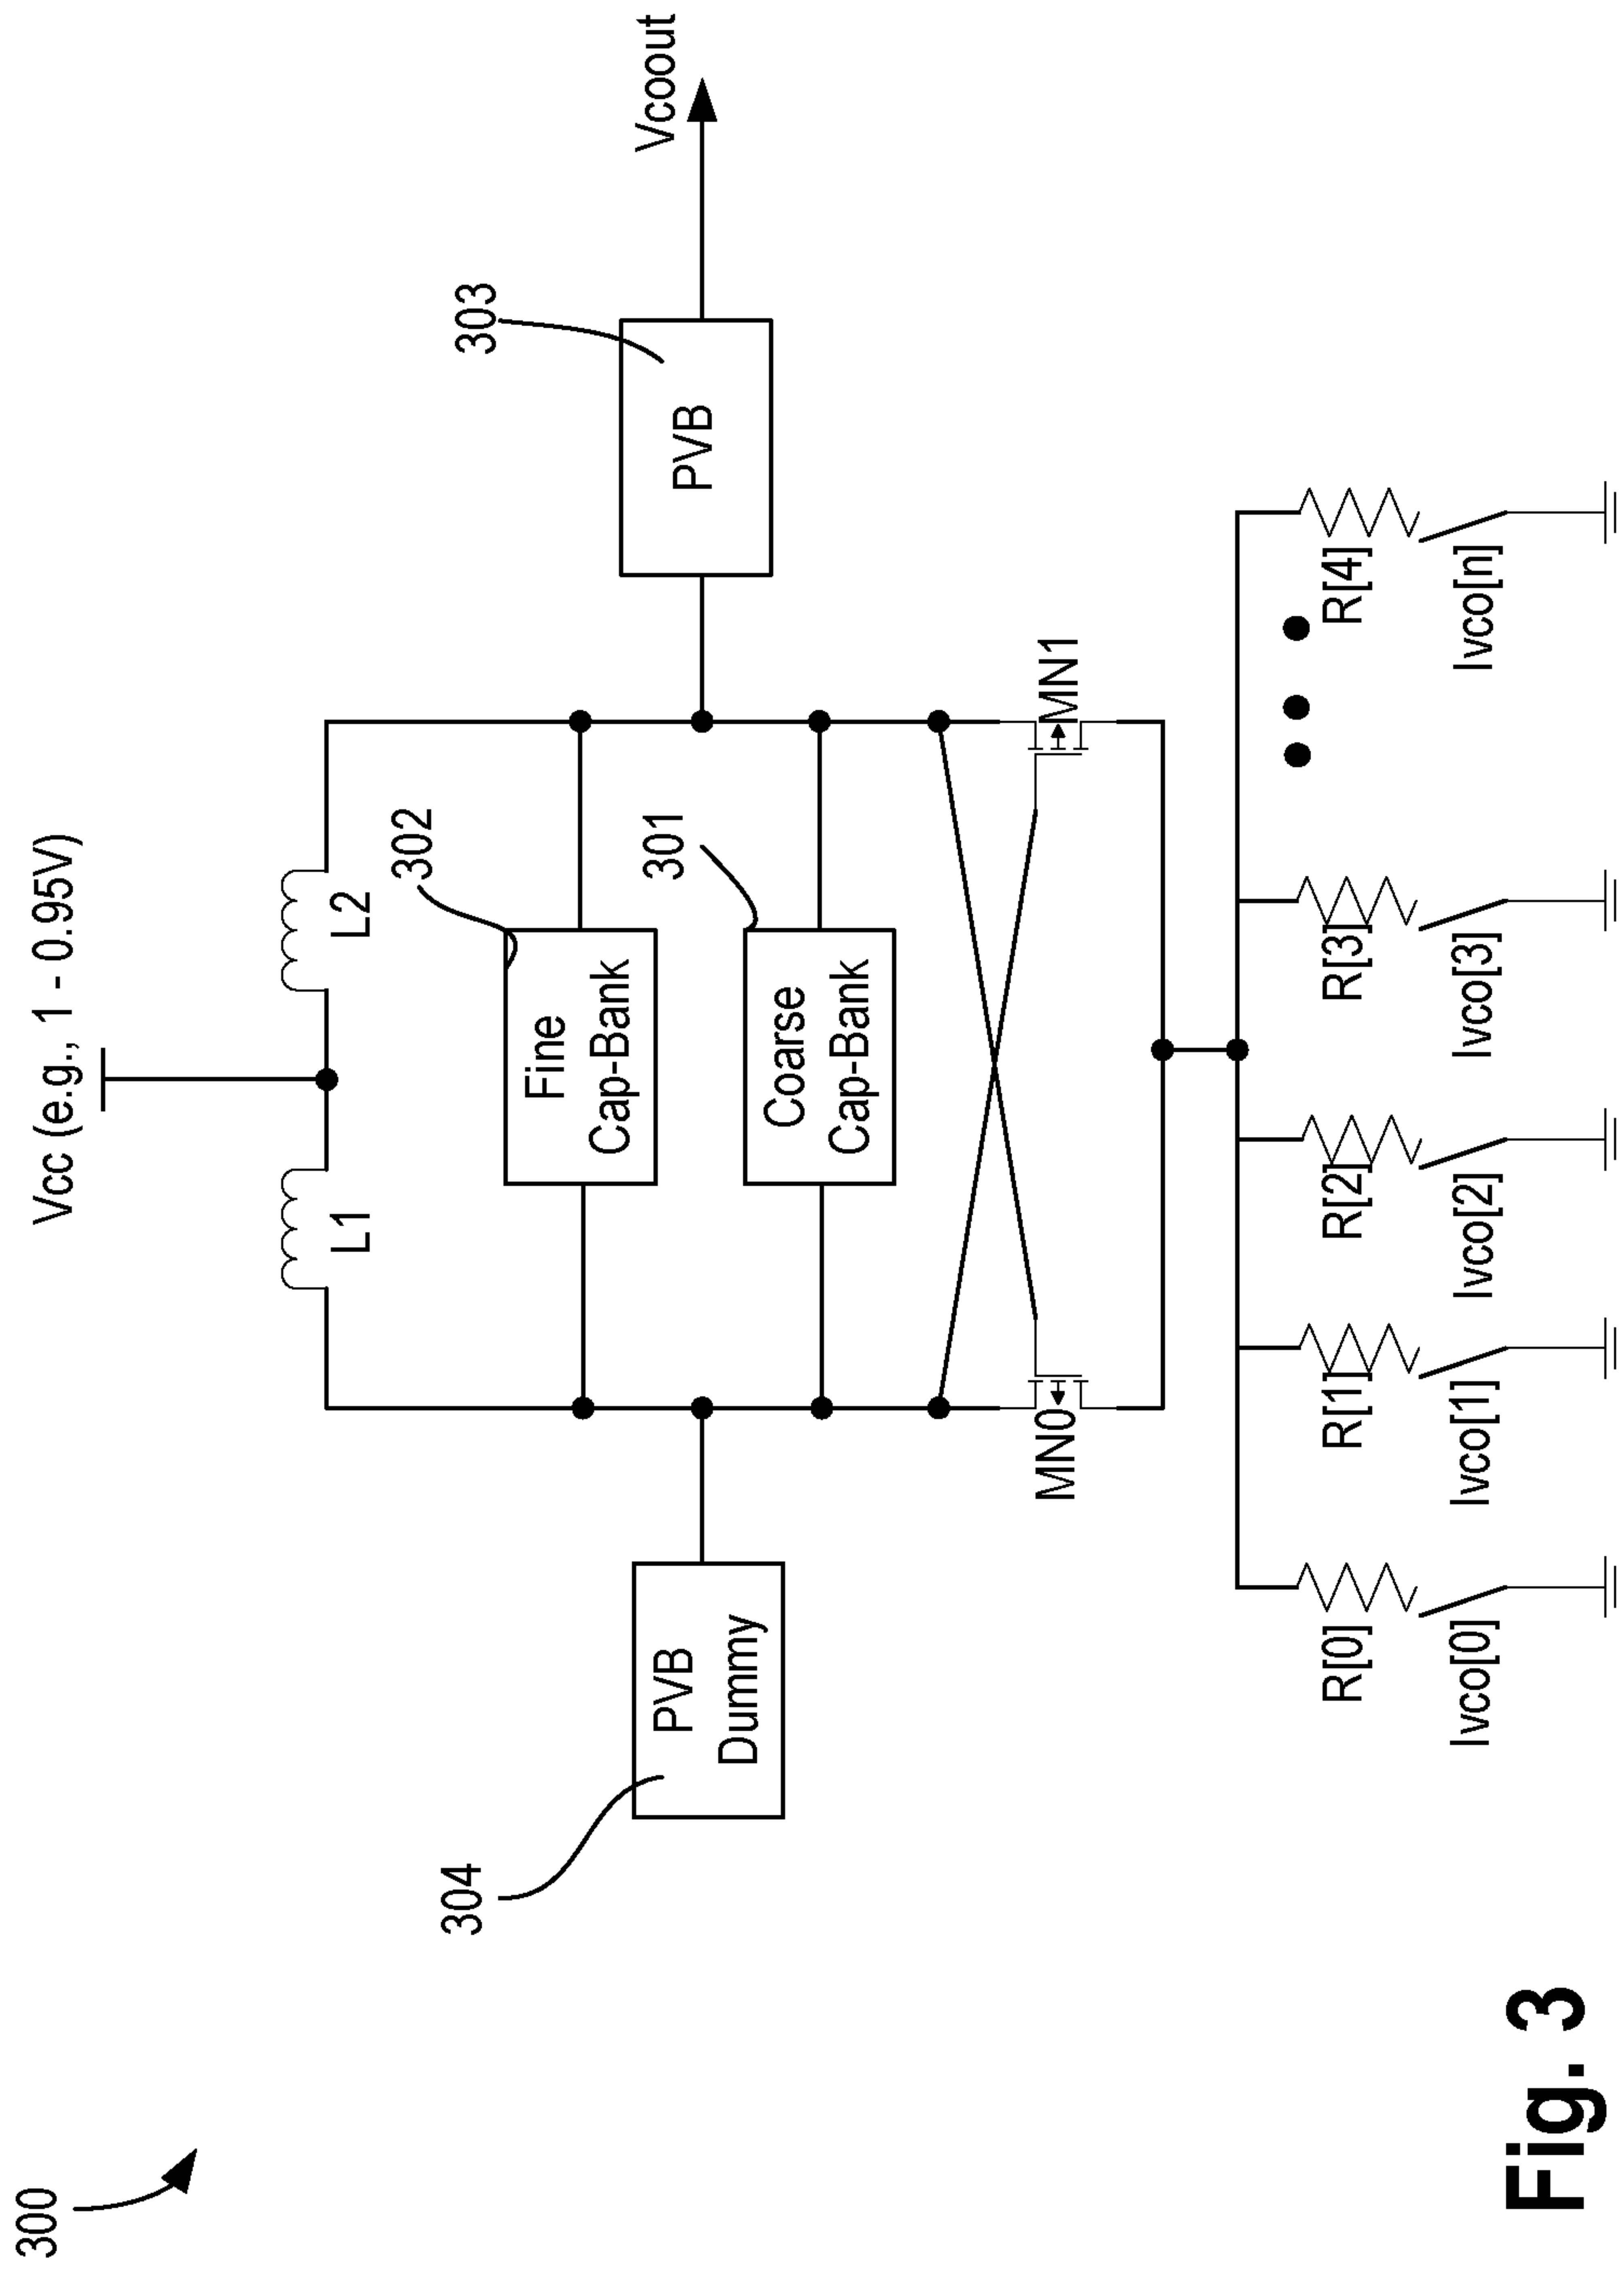 300
Vcc (e.g., 1 - 0.95V)
L1
L2
302
Fine
Cap-Bank
301
Coarse
Cap-Bank
304
PVB
Dummy
303
PVB
Vcoout
MN0
MN1
R[0]
R[1]
R[2]
R[3]
R[4]
Ivco[0]
Ivco[1]
Ivco[2]
Ivco[3]
Ivco[n]
Fig. 3